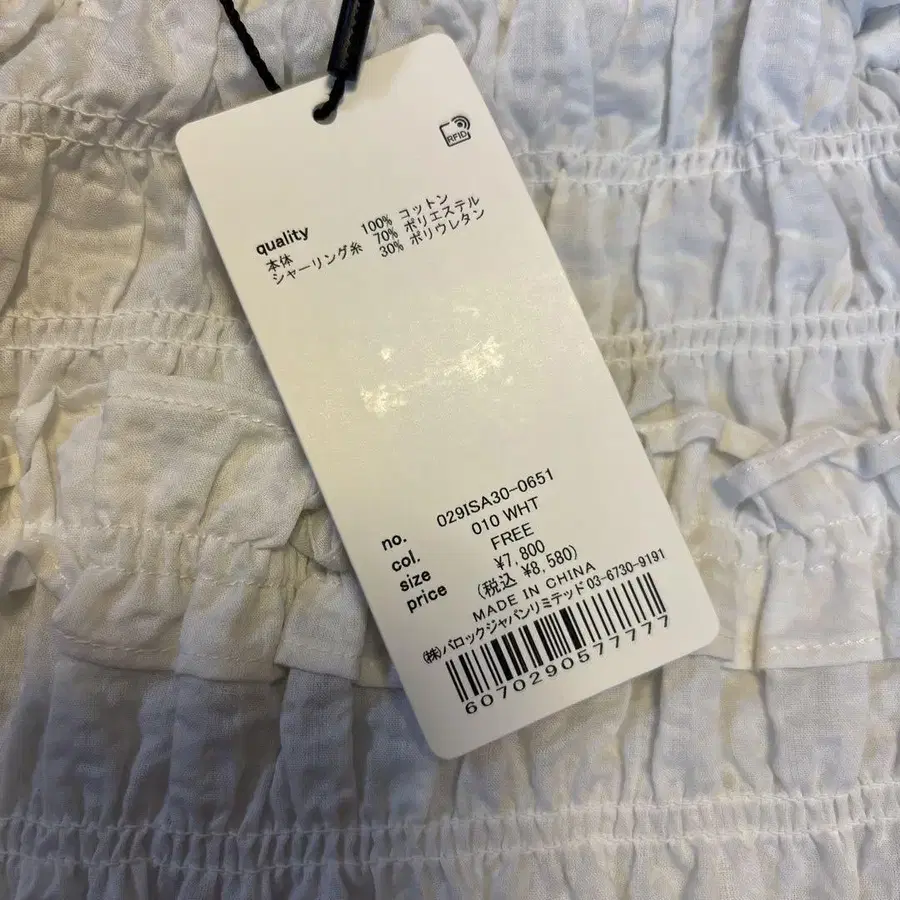 RFID
quality
本体 100% コットン
シャーリング糸 70% ポリエステル
30% ポリウレタン
no. 029ISA30-0651
col. 010 WHT
size FREE
price ¥7,800
(税込 ¥8,580)
MADE IN CHINA
㈱バロックジャパンリミテッド 03-6730-9191
6070290577777